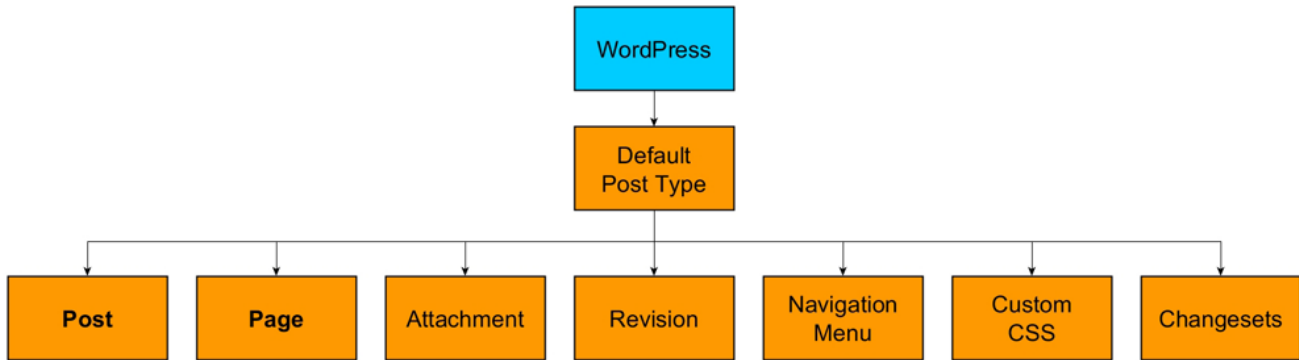 WordPress
Default
Post Type
Post
Page
Attachment
Revision
Navigation
Menu
Custom
CSS
Changesets